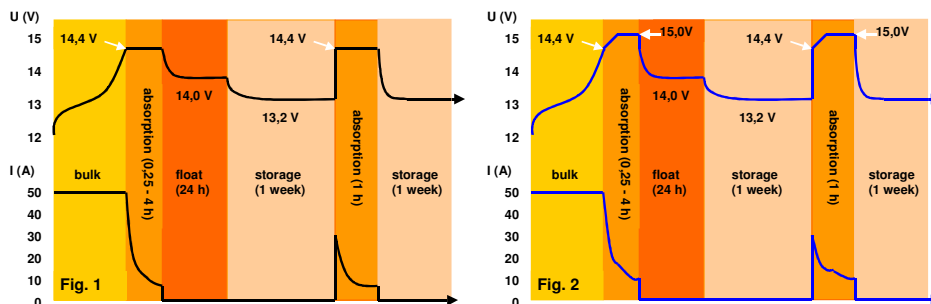 U (V)
15
14
13
12
I (A)
50
40
30
20
10
0
14,4 V
14,0 V
13,2 V
14,4 V
bulk
absorption (0,25 - 4 h)
float
(24 h)
storage
(1 week)
absorption (1 h)
storage
(1 week)
Fig. 1
U (V)
15
14
13
12
I (A)
50
40
30
20
10
0
14,4 V
15,0V
14,0 V
13,2 V
14,4 V
15,0V
bulk
absorption (0,25 - 4 h)
float
(24 h)
storage
(1 week)
absorption (1 h)
storage
(1 week)
Fig. 2